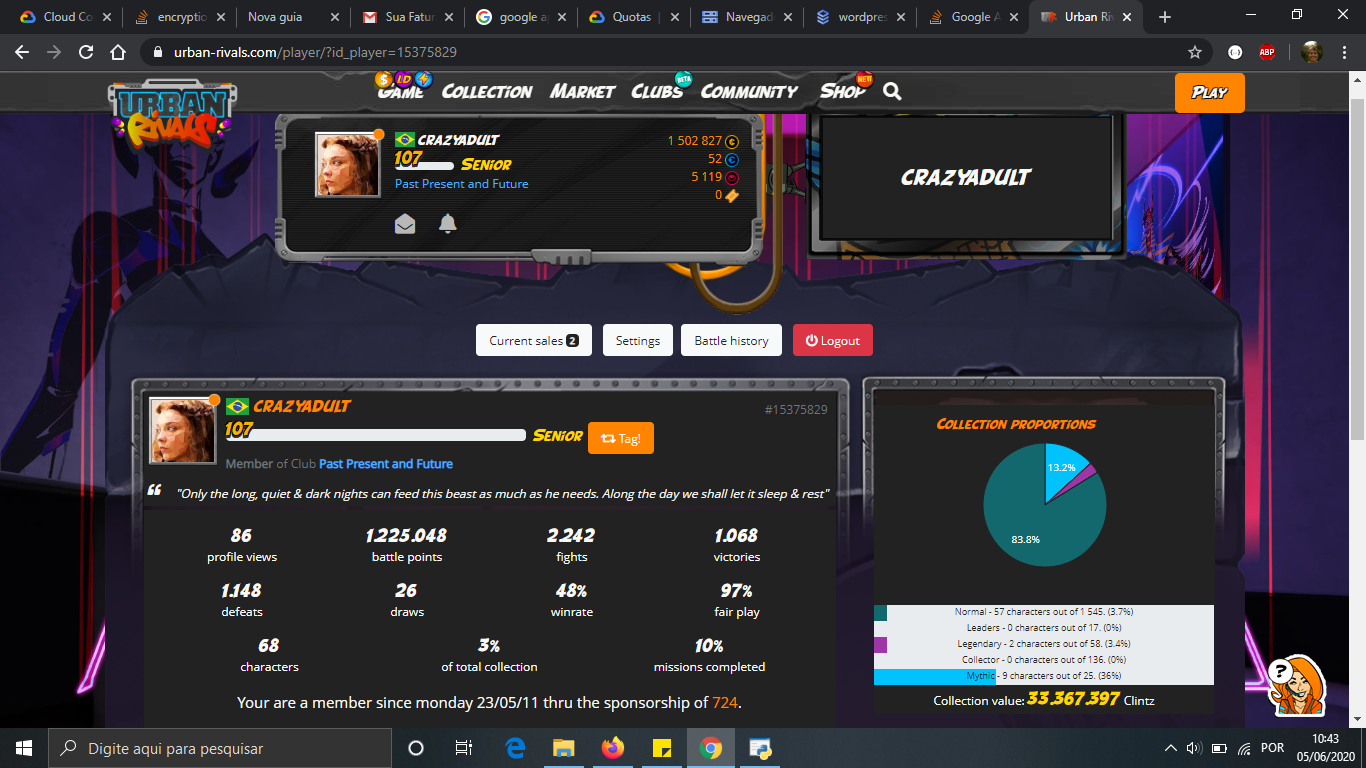 Cloud Co
encryptio
Nova guia
Sua Fatur
google ap
Quotas
Navegad
wordpres
Google A
Urban Riv
urban-rivals.com/player/?id_player=15375829
ABP
URBAN RIVALS
GAME
COLLECTION
MARKET
CLUBS
BETA
COMMUNITY
SHOP
NEW
PLAY
CRAZYADULT
107
SENIOR
Past Present and Future
1 502 827
52
5 119
0
CRAZYADULT
Current sales 2
Settings
Battle history
Logout
CRAZYADULT
#15375829
107
SENIOR
Tag!
Member of Club Past Present and Future
"Only the long, quiet & dark nights can feed this beast as much as he needs. Along the day we shall let it sleep & rest"
86
1.225.048
2.242
1.068
profile views
battle points
fights
victories
1.148
26
48%
97%
defeats
draws
winrate
fair play
68
3%
10%
characters
of total collection
missions completed
Your are a member since monday 23/05/11 thru the sponsorship of 724.
COLLECTION PROPORTIONS
13.2%
83.8%
Normal - 57 characters out of 1 545. (3.7%)
Leaders - 0 characters out of 17. (0%)
Legendary - 2 characters out of 58. (3.4%)
Collector - 0 characters out of 136. (0%)
Mythic - 9 characters out of 25. (36%)
Collection value: 33.367.397 Clintz
?
Digite aqui para pesquisar
POR
10:43
05/06/2020